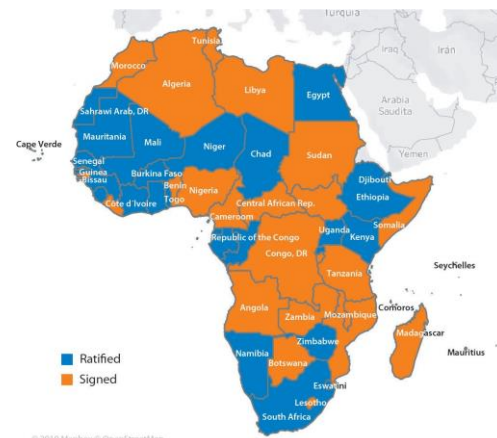 Turquia
Tunisia
Morocco
Iraq
Irán
Algeria
Libya
Egypt
Sahrawi Arab, DR
Arabia
Saudita
Mauritania
Mali
Niger
Chad
Sudan
Yemen
Cape Verde
Senegal
Guinea
Bissau
Burkina Faso
Benin
Togo
Nigeria
Côte d´Ivoire
Djibouti
Ethiopia
Central African Rep.
Cameroon
Somalia
Uganda
Kenya
Republic of the Congo
Congo, DR
Seychelles
Tanzania
Comoros
Angola
Zambia
Mozambique
Madagascar
Zimbabwe
Mauritius
Namibia
Botswana
Eswatini
Lesotho
South Africa
Ratified
Signed